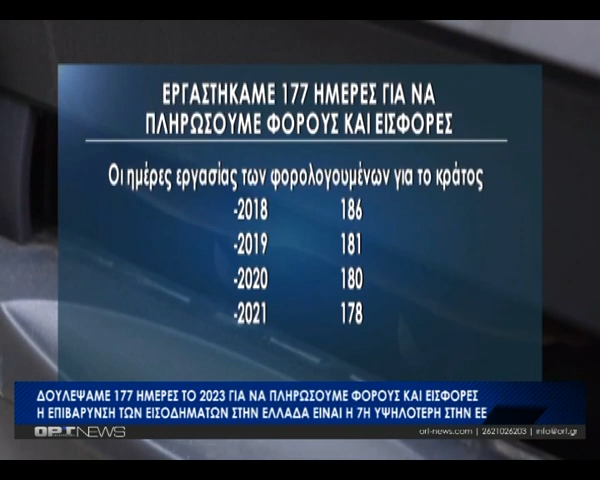 ΕΡΓΑΣΤΗΚΑΜΕ 177 ΗΜΕΡΕΣ ΓΙΑ ΝΑ
ΠΛΗΡΩΣΟΥΜΕ ΦΟΡΟΥΣ ΚΑΙ ΕΙΣΦΟΡΕΣ
Οι ημέρες εργασίας των φορολογουμένων για το κράτος
-2018 186
-2019 181
-2020 180
-2021 178
ΔΟΥΛΕΨΑΜΕ 177 ΗΜΕΡΕΣ ΤΟ 2023 ΓΙΑ ΝΑ ΠΛΗΡΩΣΟΥΜΕ ΦΟΡΟΥΣ ΚΑΙ ΕΙΣΦΟΡΕΣ
Η ΕΠΙΒΑΡΥΝΣΗ ΤΩΝ ΕΙΣΟΔΗΜΑΤΩΝ ΣΤΗΝ ΕΛΛΑΔΑ ΕΙΝΑΙ Η 7Η ΥΨΗΛΟΤΕΡΗ ΣΤΗΝ ΕΕ
ORT NEWS ort-news.com | 2621026203 | info@ort.gr